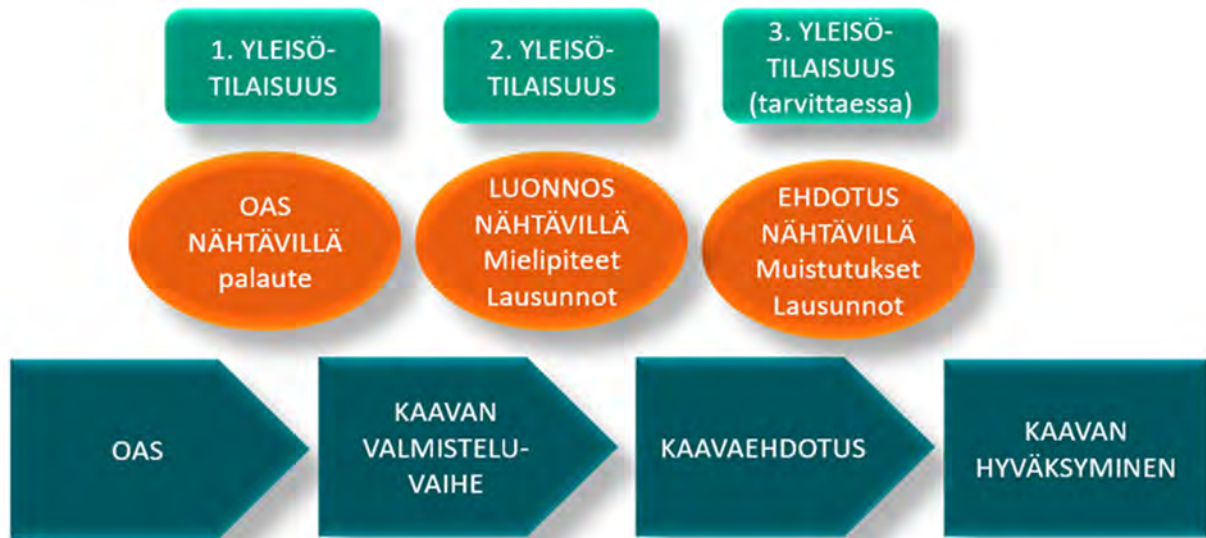 1. YLEISÖ-
TILAISUUS
2. YLEISÖ-
TILAISUUS
3. YLEISÖ-
TILAISUUS
(tarvittaessa)
OAS
NÄHTÄVILLÄ
palaute
LUONNOS
NÄHTÄVILLÄ
Mielipiteet
Lausunnot
EHDOTUS
NÄHTÄVILLÄ
Muistutukset
Lausunnot
OAS
KAAVAN
VALMISTELU-
VAIHE
KAAVAEHDOTUS
KAAVAN
HYVÄKSYMINEN